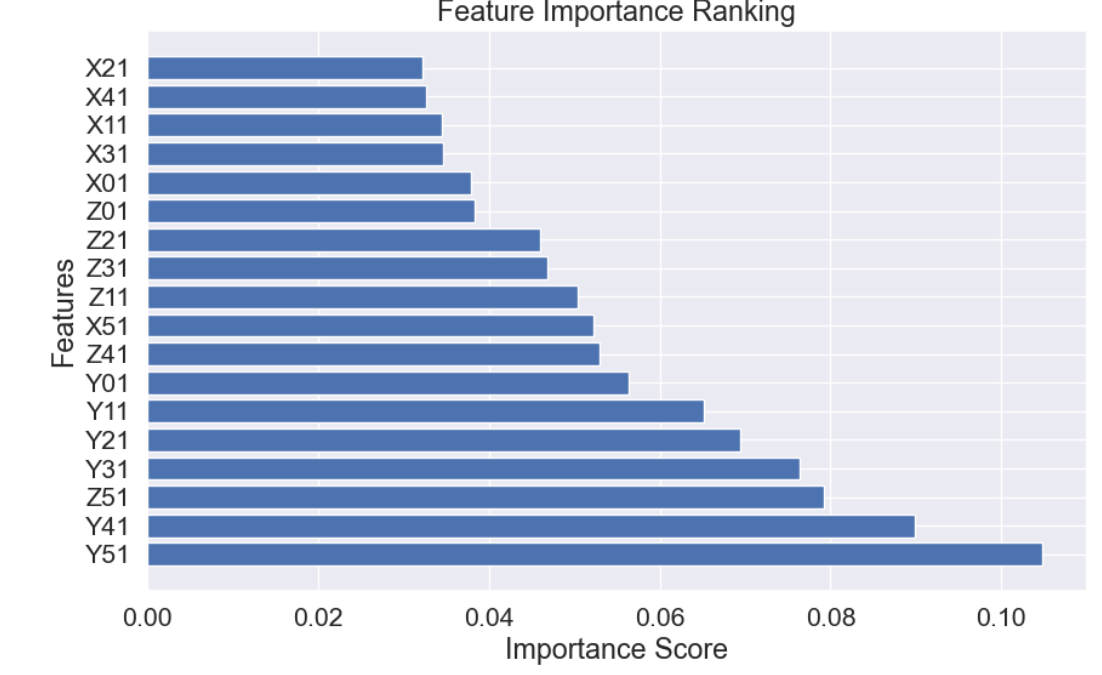 Feature Importance Ranking
X21
X41
X11
X31
X01
Z01
Z21
Z31
Z11
X51
Z41
Y01
Y11
Y21
Y31
Z51
Y41
Y51
Features
0.00 0.02 0.04 0.06 0.08 0.10
Importance Score